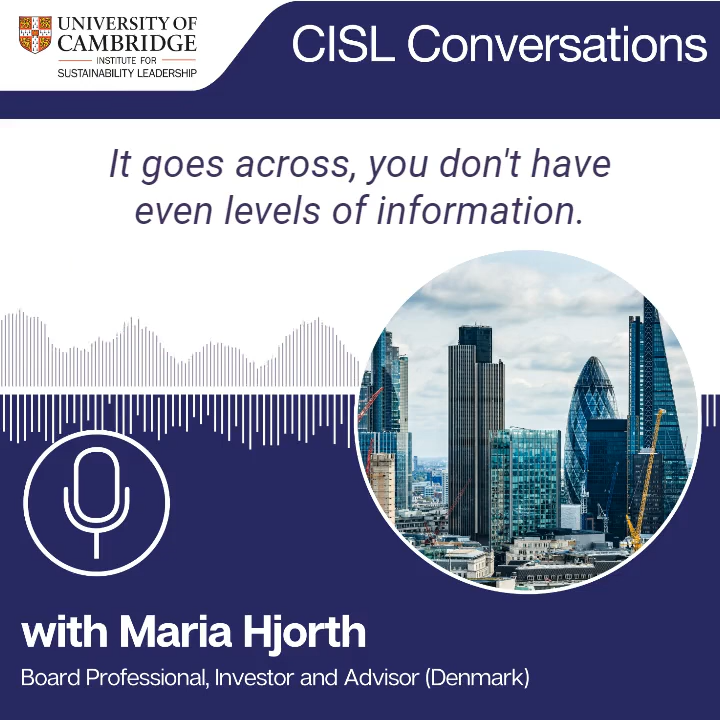 UNIVERSITY OF
CAMBRIDGE
INSTITUTE FOR
SUSTAINABILITY LEADERSHIP
CISL Conversations
It goes across, you don't have
even levels of information.
with Maria Hjorth
Board Professional, Investor and Advisor (Denmark)